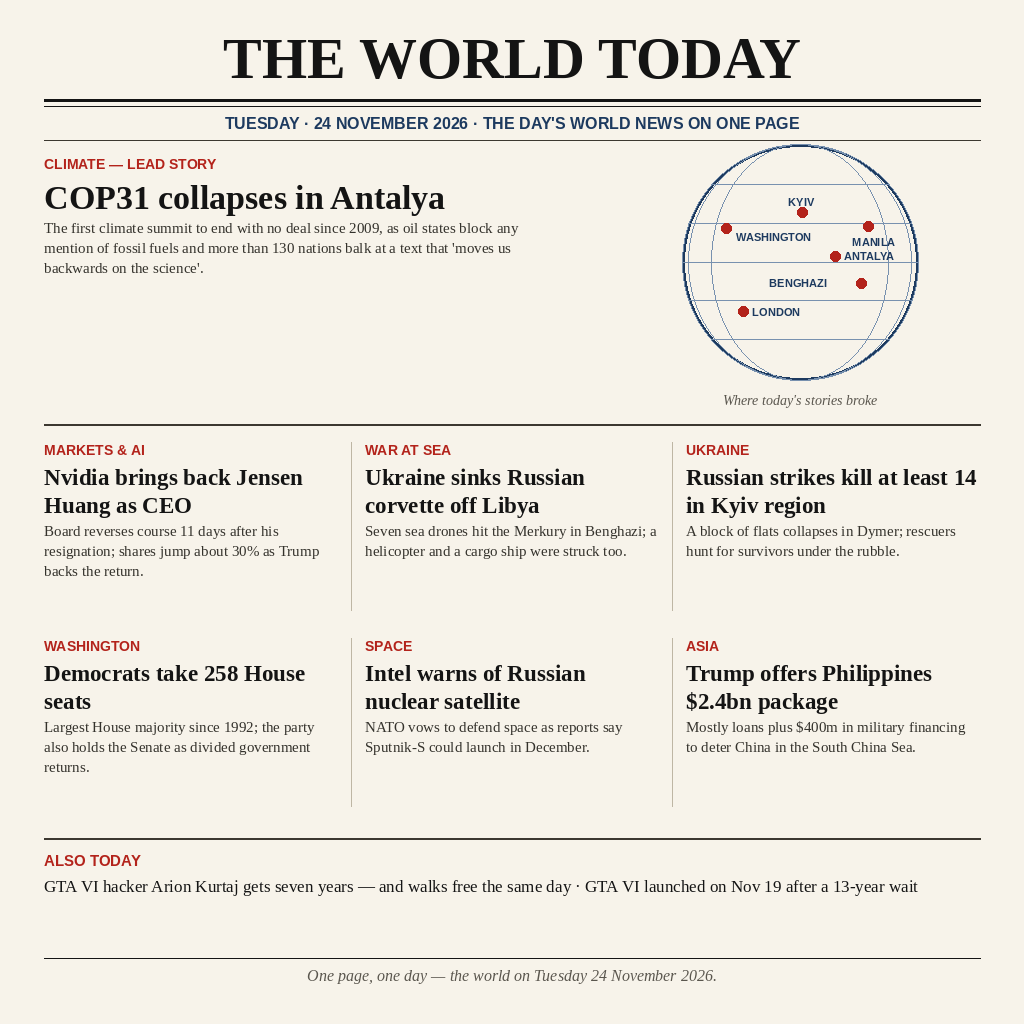 THE WORLD TODAY
TUESDAY · 24 NOVEMBER 2026 · THE DAY'S WORLD NEWS ON ONE PAGE
CLIMATE — LEAD STORY
COP31 collapses in Antalya
The first climate summit to end with no deal since 2009, as oil states block any
mention of fossil fuels and more than 130 nations balk at a text that 'moves us
backwards on the science'.
KYIV
WASHINGTON
MANILA
ANTALYA
BENGHAZI
LONDON
Where today's stories broke
MARKETS & AI
Nvidia brings back Jensen
Huang as CEO
Board reverses course 11 days after his
resignation; shares jump about 30% as Trump
backs the return.
WAR AT SEA
Ukraine sinks Russian
corvette off Libya
Seven sea drones hit the Merkury in Benghazi; a
helicopter and a cargo ship were struck too.
UKRAINE
Russian strikes kill at least 14
in Kyiv region
A block of flats collapses in Dymer; rescuers
hunt for survivors under the rubble.
WASHINGTON
Democrats take 258 House
seats
Largest House majority since 1992; the party
also holds the Senate as divided government
returns.
SPACE
Intel warns of Russian
nuclear satellite
NATO vows to defend space as reports say
Sputnik-S could launch in December.
ASIA
Trump offers Philippines
$2.4bn package
Mostly loans plus $400m in military financing
to deter China in the South China Sea.
ALSO TODAY
GTA VI hacker Arion Kurtaj gets seven years — and walks free the same day · GTA VI launched on Nov 19 after a 13-year wait
One page, one day — the world on Tuesday 24 November 2026.